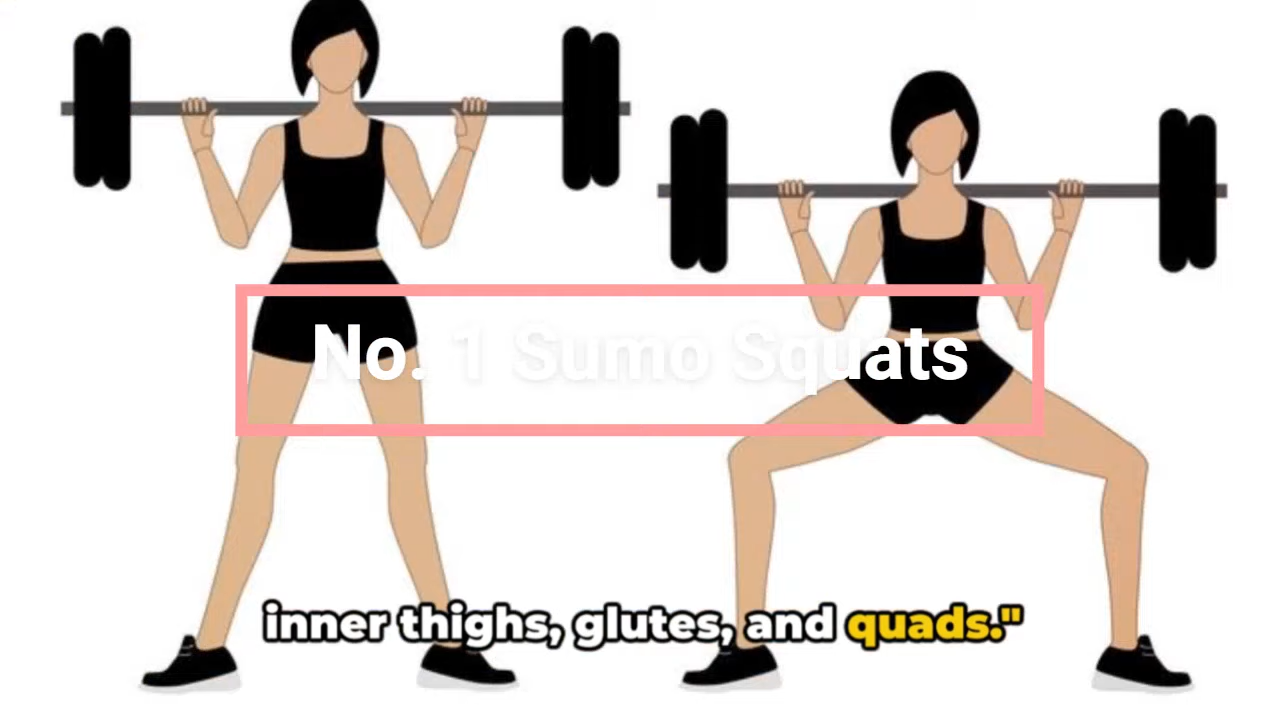 No. 1 Sumo Squats
inner thighs, glutes, and quads."